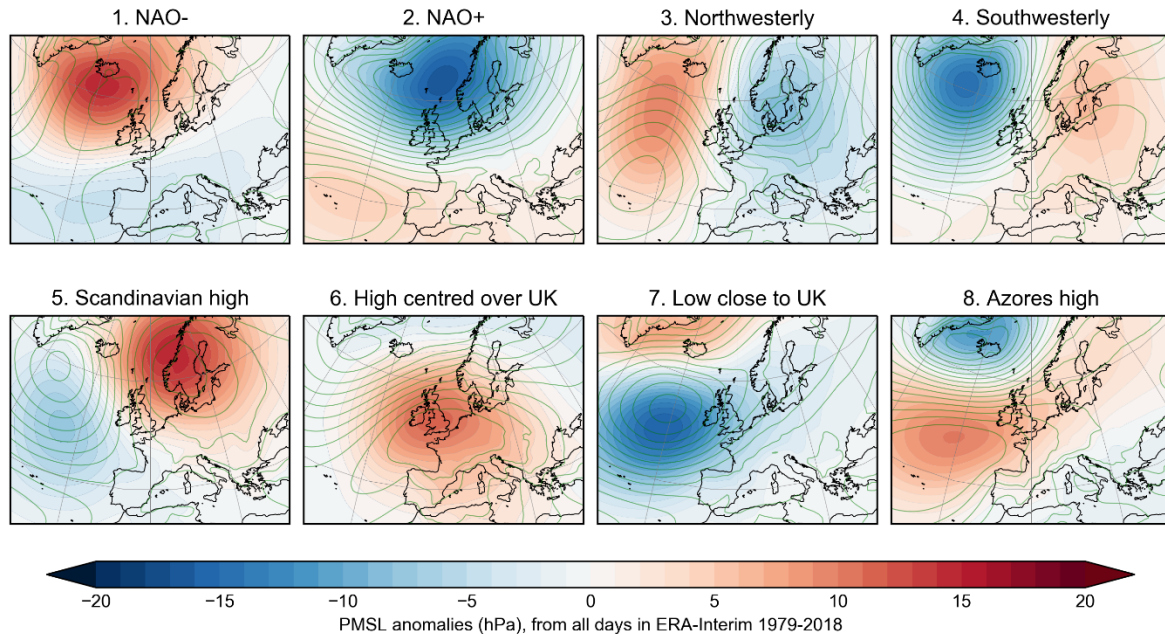 1. NAO-
2. NAO+
3. Northwesterly
4. Southwesterly
5. Scandinavian high
6. High centred over UK
7. Low close to UK
8. Azores high
−20 −15 −10 −5 0 5 10 15 20
PMSL anomalies (hPa), from all days in ERA-Interim 1979-2018